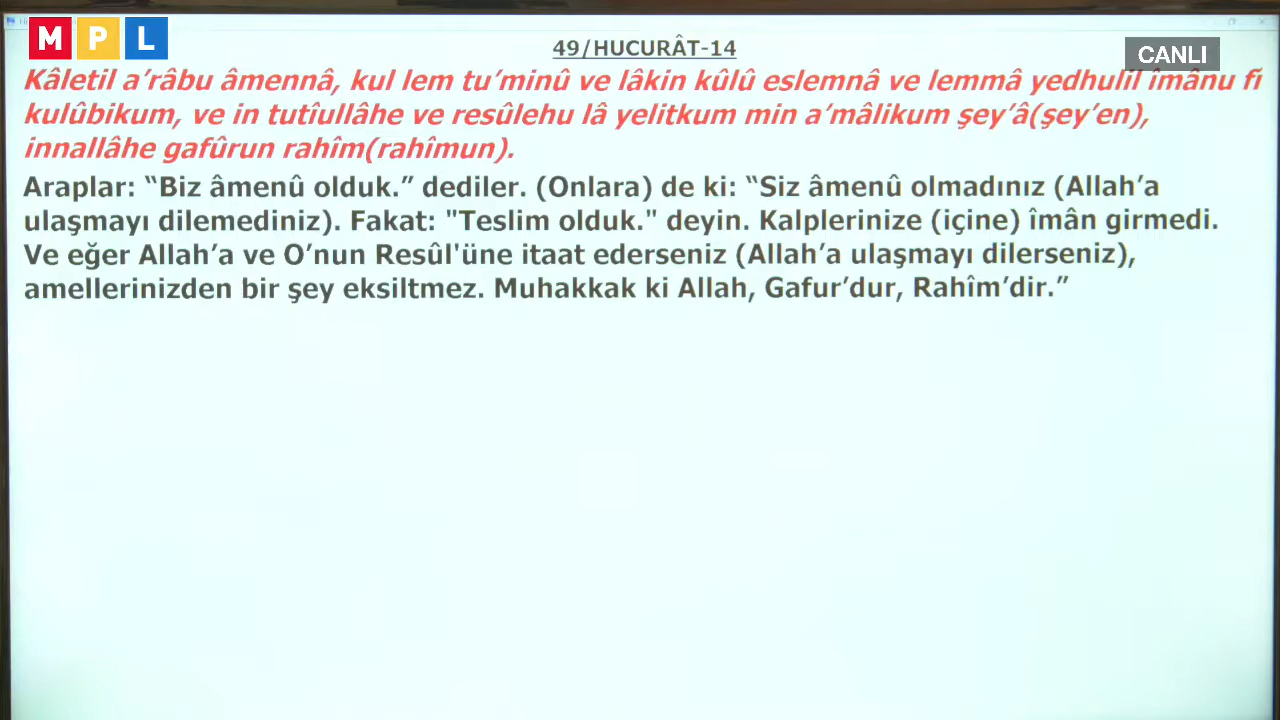 M P L
CANLI
49/HUCURÂT-14
Kâletil a’râbu âmennâ, kul lem tu’minû ve lâkin kûlû eslemnâ ve lemmâ yedhulil îmânu fî
kulûbikum, ve in tutîullâhe ve resûlehu lâ yelitkum min a’mâlikum şey’â(şey’en),
innallâhe gafûrun rahîm(rahîmun).
Araplar: “Biz âmenû olduk.” dediler. (Onlara) de ki: “Siz âmenû olmadınız (Allah’a
ulaşmayı dilemediniz). Fakat: "Teslim olduk." deyin. Kalplerinize (içine) îmân girmedi.
Ve eğer Allah’a ve O’nun Resûl'üne itaat ederseniz (Allah’a ulaşmayı dilerseniz),
amellerinizden bir şey eksiltmez. Muhakkak ki Allah, Gafur’dur, Rahîm’dir.”